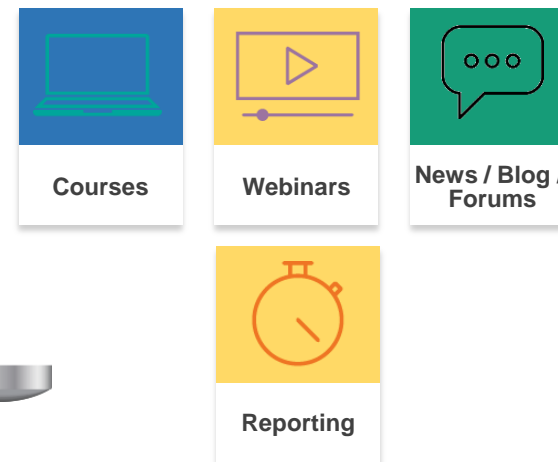 Courses
Webinars
News / Blog /
Forums
Reporting